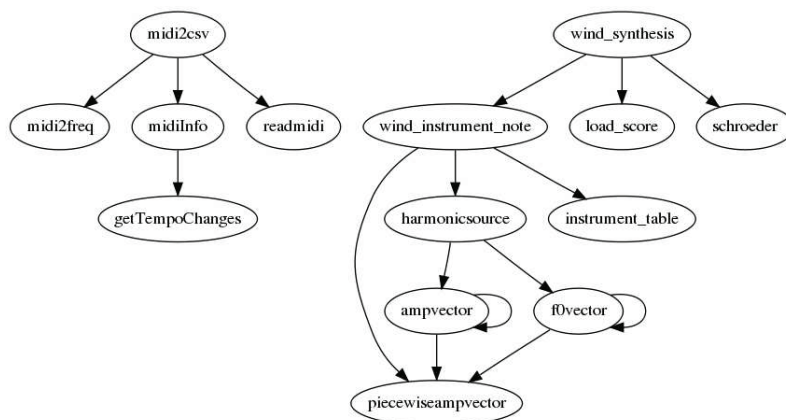 midi2csv
wind_synthesis
midi2freq
midiInfo
readmidi
wind_instrument_note
load_score
schroeder
getTempoChanges
harmonicsource
instrument_table
ampvector
f0vector
piecewiseampvector